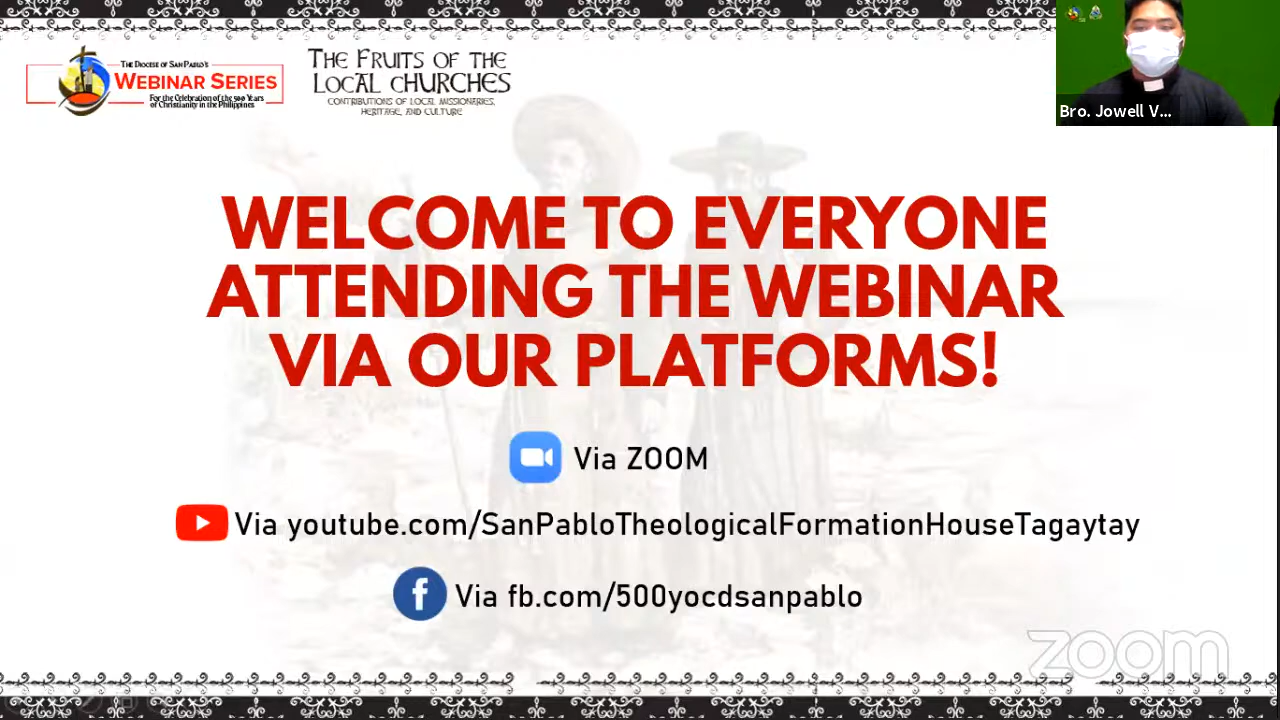 The Diocese of San Pablo's
Webinar Series
For the Celebration of the 500 Years
of Christianity in the Philippines
The Fruits of the
Local Churches
Contributions of Local Missionaries,
Heritage, and Culture
Bro. Jowell V...
WELCOME TO EVERYONE
ATTENDING THE WEBINAR
VIA OUR PLATFORMS!
Via ZOOM
Via youtube.com/SanPabloTheologicalFormationHouseTagaytay
Via fb.com/500yocdsanpablo
zoom